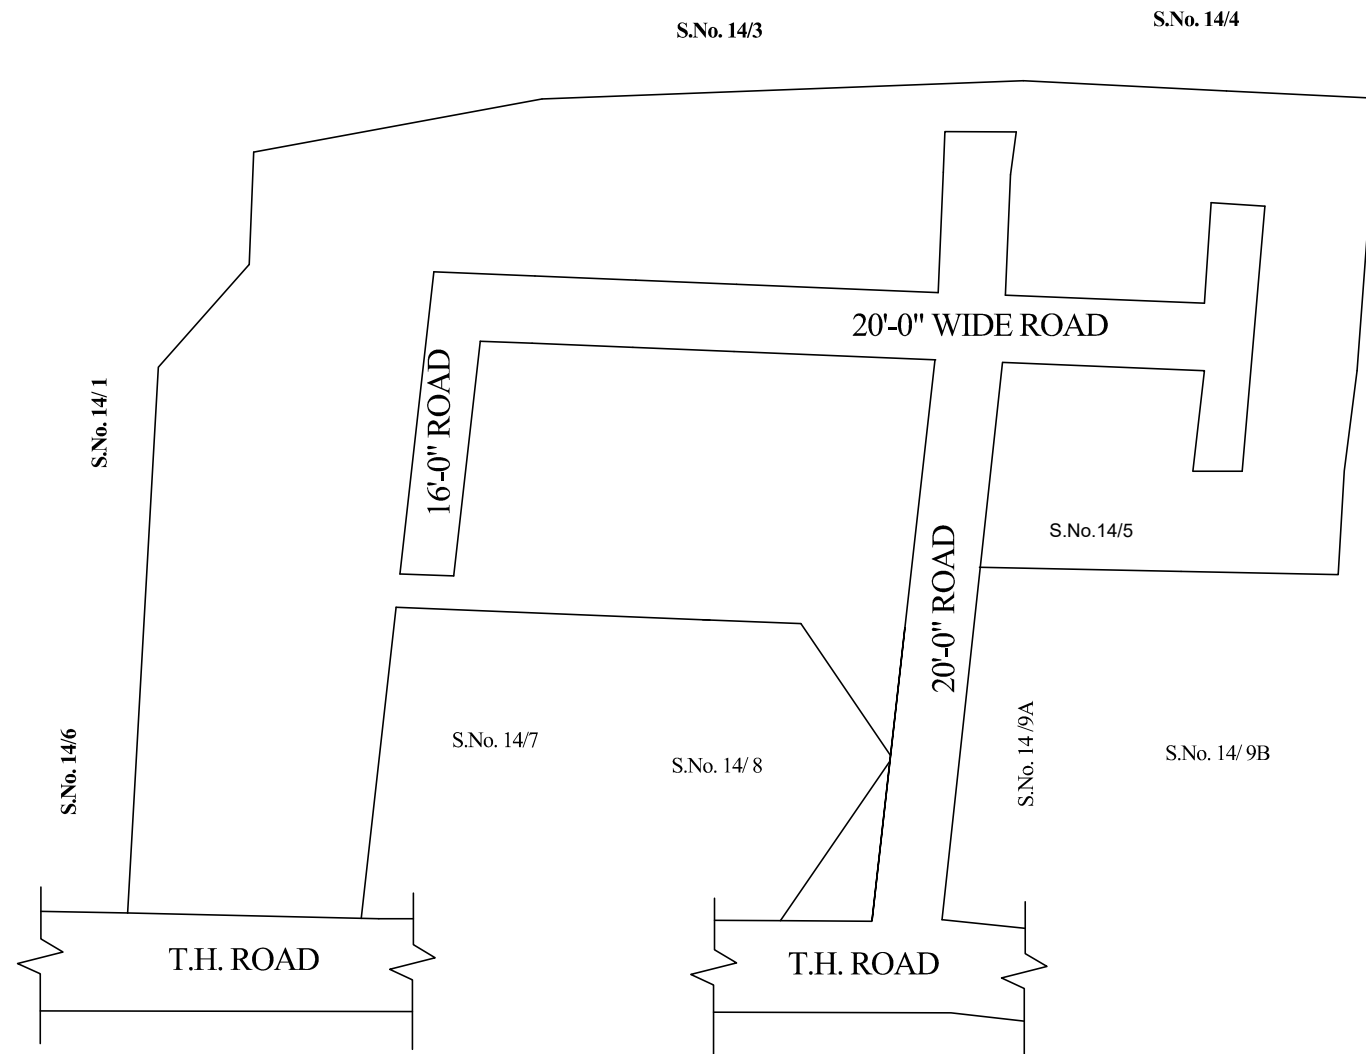 S.No. 14/3
S.No. 14/4
20'-0" WIDE ROAD
16'-0" ROAD
S.No. 14/ 1
S.No.14/5
20'-0" ROAD
S.No. 14/6
S.No. 14/7
S.No. 14/ 8
S.No. 14 /9A
S.No. 14/ 9B
T.H. ROAD
T.H. ROAD